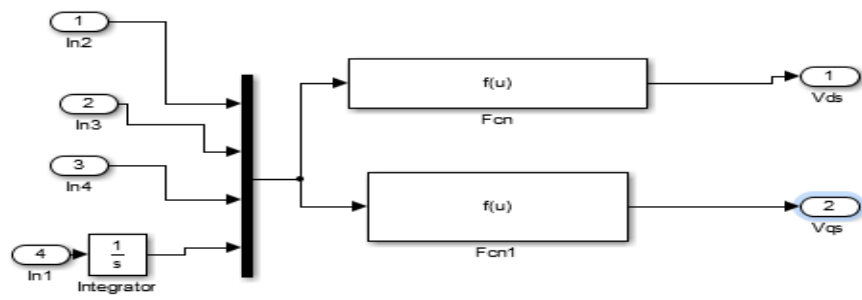 1
In2
2
In3
3
In4
4
In1
1
s
Integrator
f(u)
Fcn
f(u)
Fcn1
1
Vds
2
Vqs